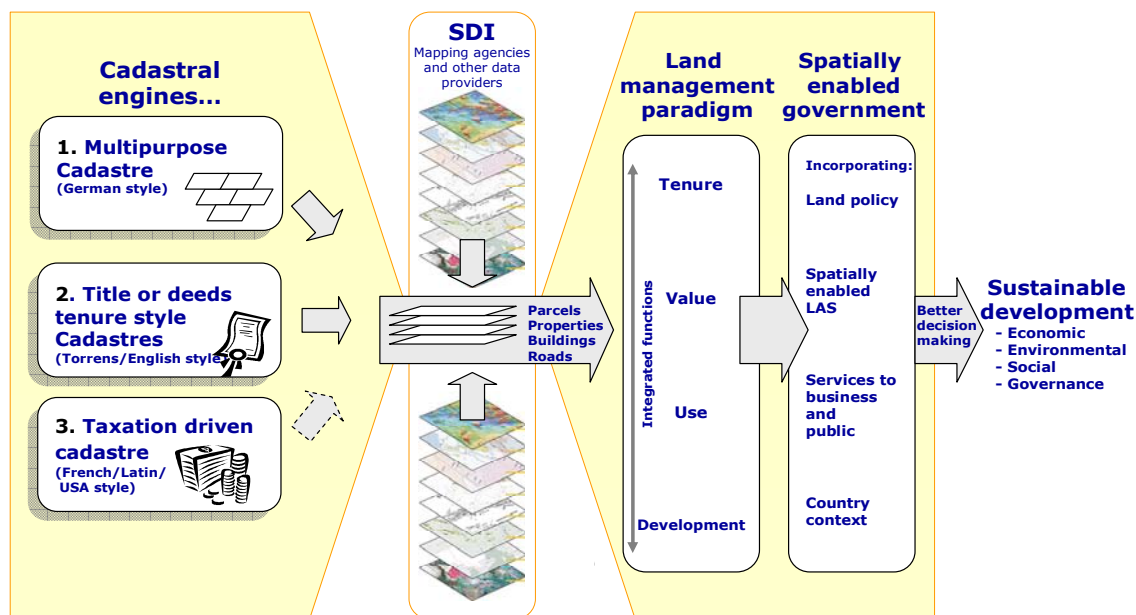 Cadastral
engines...
1. Multipurpose
Cadastre
(German style)
2. Title or deeds
tenure style
Cadastres
(Torrens/English style)
3. Taxation driven
cadastre
(French/Latin/
USA style)
SDI
Mapping agencies
and other data
providers
Parcels
Properties
Buildings
Roads
Land
management
paradigm
Integrated functions
Tenure
Value
Use
Development
Spatially
enabled
government
Incorporating:
Land policy
Spatially
enabled
LAS
Services to
business
and
public
Country
context
Better
decision
making
Sustainable
development
- Economic
- Environmental
- Social
- Governance